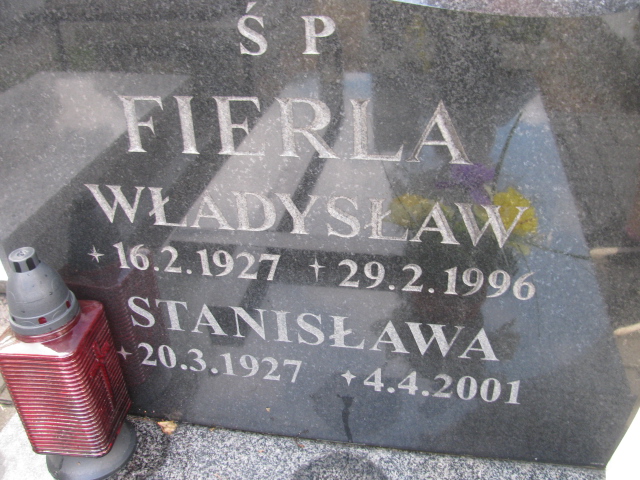 Ś P
FIERLA
WŁADYSŁAW
16.2.1927 29.2.1996
STANISŁAWA
20.3.1927 4.4.2001